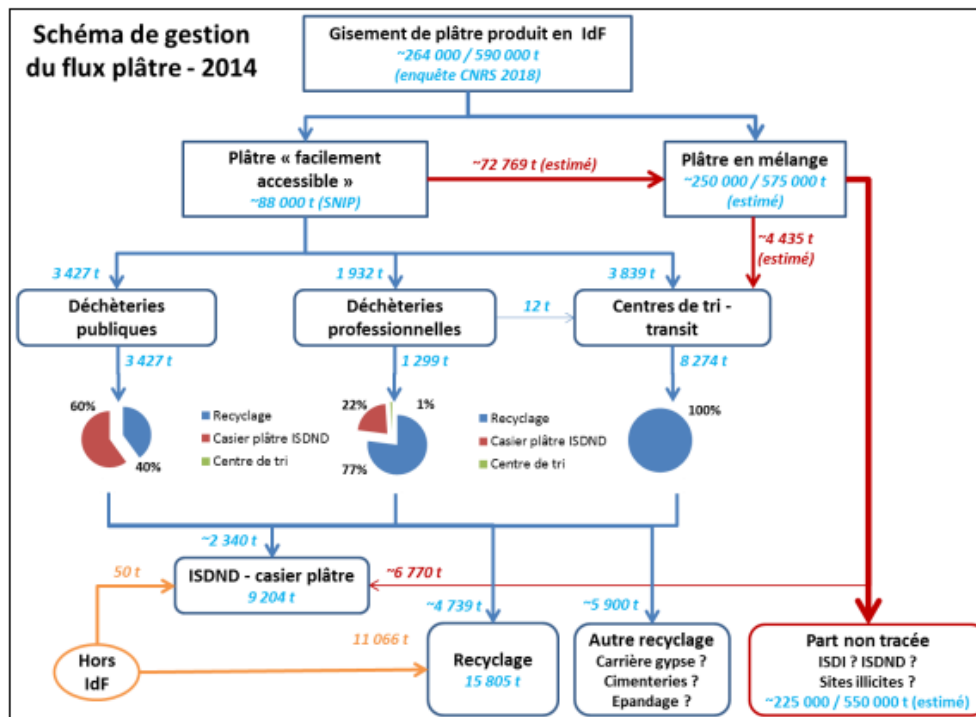 Schéma de gestion
du flux plâtre - 2014
Gisement de plâtre produit en IdF
~264 000 / 590 000 t
(enquête CNRS 2018)
Plâtre « facilement
accessible »
~88 000 t (SNIP)
~72 769 t (estimé)
Plâtre en mélange
~250 000 / 575 000 t
(estimé)
~4 435 t
(estimé)
3 427 t
1 932 t
3 839 t
Déchèteries
publiques
Déchèteries
professionnelles
12 t
Centres de tri -
transit
3 427 t
1 299 t
8 274 t
60%
40%
Recyclage
Casier plâtre ISDND
Centre de tri
22%
1%
77%
Recyclage
Casier plâtre ISDND
Centre de tri
100%
~2 340 t
50 t
ISDND - casier plâtre
9 204 t
~6 770 t
~4 739 t
~5 900 t
11 066 t
Hors
IdF
Recyclage
15 805 t
Autre recyclage
Carrière gypse ?
Cimenteries ?
Epandage ?
Part non tracée
ISDI ? ISDND ?
Sites illicites ?
~225 000 / 550 000 t (estimé)